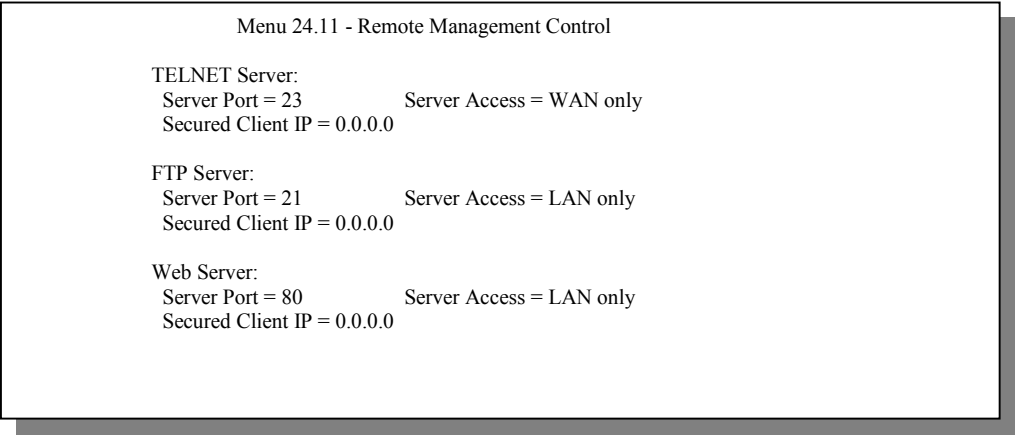 Menu 24.11 - Remote Management Control
TELNET Server:
Server Port = 23 Server Access = WAN only
Secured Client IP = 0.0.0.0
FTP Server:
Server Port = 21 Server Access = LAN only
Secured Client IP = 0.0.0.0
Web Server:
Server Port = 80 Server Access = LAN only
Secured Client IP = 0.0.0.0